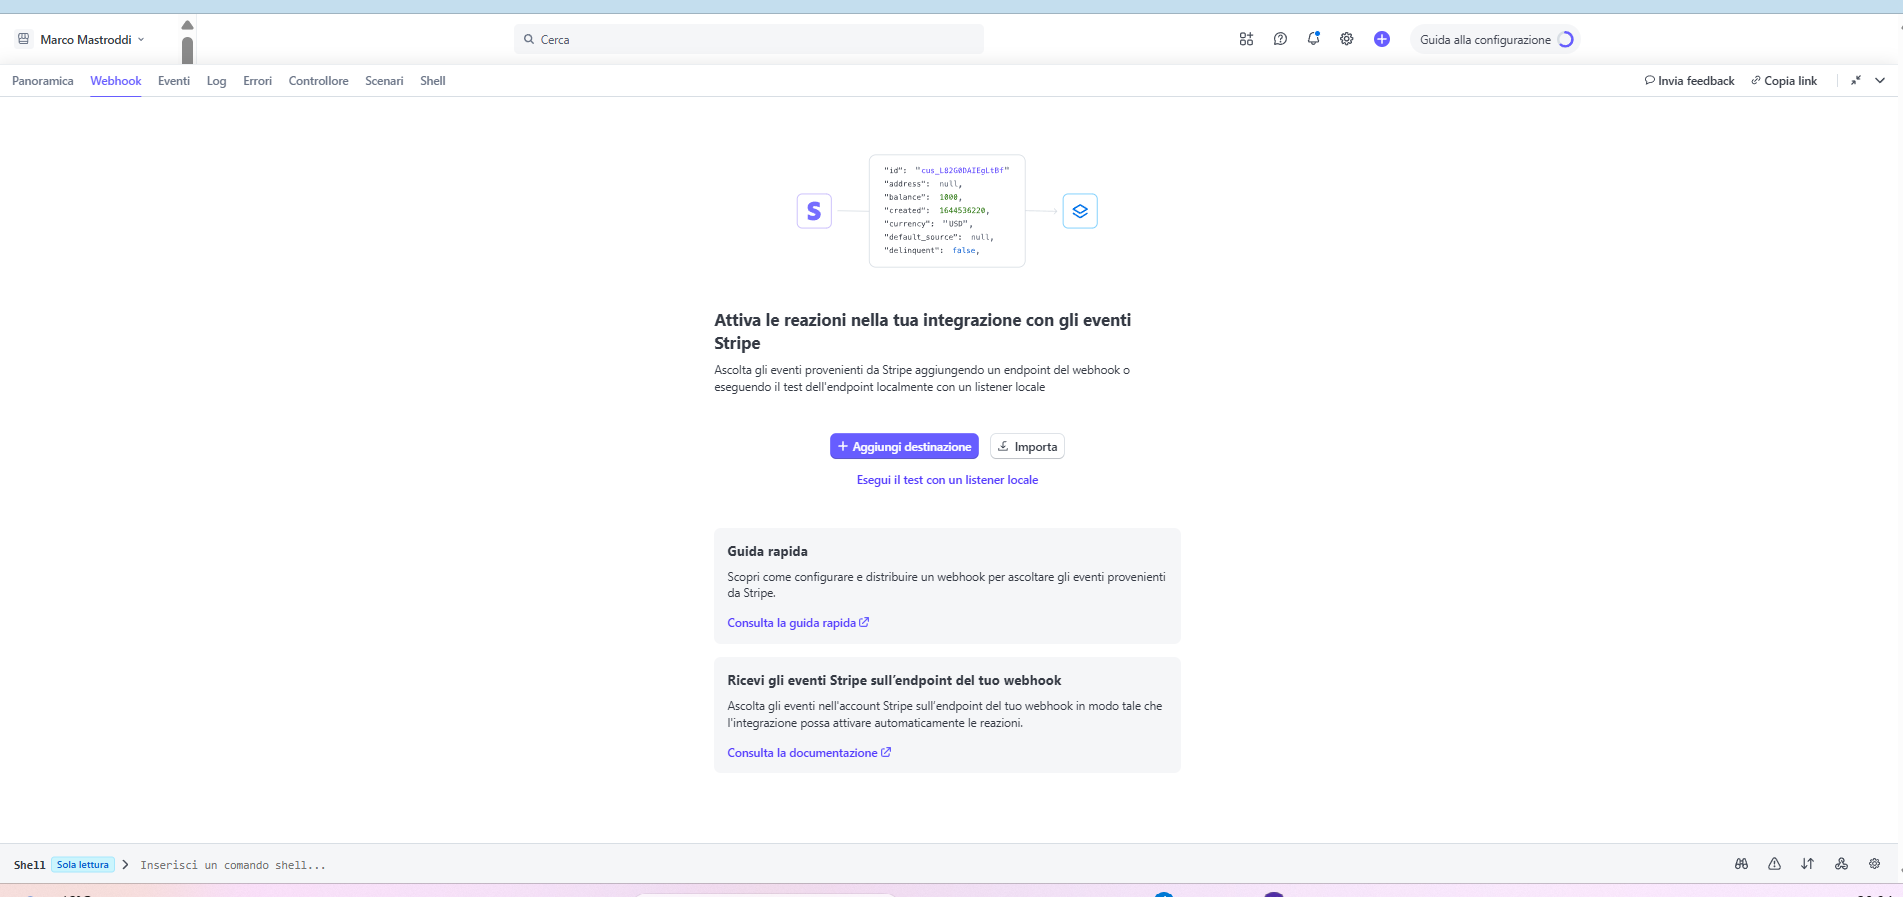 Marco Mastroddi
Cerca
Guida alla configurazione
Panoramica Webhook Eventi Log Errori Controllore Scenari Shell
Invia feedback Copia link
"id": "cus_L82G0DAIEgLtBf"
"address": null,
"balance": 1000,
"created": 1644536220,
"currency": "USD",
"default_source": null,
"delinquent": false,
S
Attiva le reazioni nella tua integrazione con gli eventi
Stripe
Ascolta gli eventi provenienti da Stripe aggiungendo un endpoint del webhook o
eseguendo il test dell'endpoint localmente con un listener locale
+ Aggiungi destinazione
Importa
Esegui il test con un listener locale
Guida rapida
Scopri come configurare e distribuire un webhook per ascoltare gli eventi provenienti
da Stripe.
Consulta la guida rapida
Ricevi gli eventi Stripe sull’endpoint del tuo webhook
Ascolta gli eventi nell'account Stripe sull’endpoint del tuo webhook in modo tale che
l'integrazione possa attivare automaticamente le reazioni.
Consulta la documentazione
Shell Sola lettura Inserisci un comando shell...